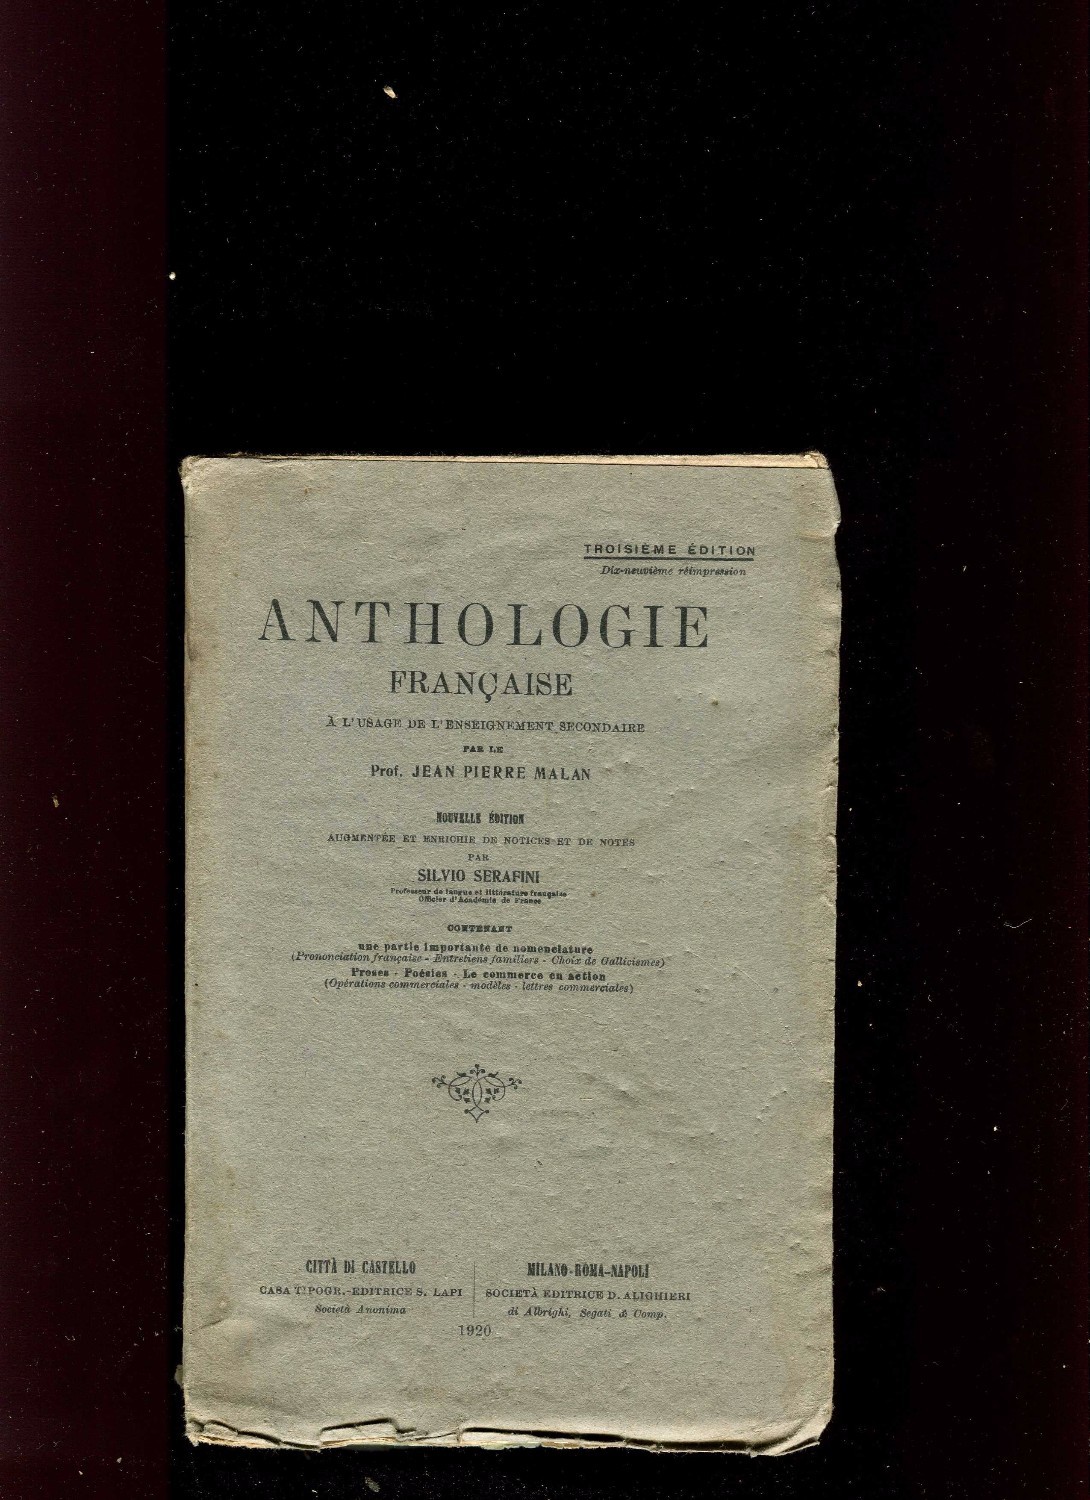 TROISIÈME ÉDITION
Dix-neuvième réimpression
ANTHOLOGIE
FRANÇAISE
À L'USAGE DE L'ENSEIGNEMENT SECONDAIRE
PAR LE
Prof. JEAN PIERRE MALAN
NOUVELLE ÉDITION
AUGMENTÉE ET ENRICHIE DE NOTICES ET DE NOTES
PAR
SILVIO SERAFINI
Professeur de langue et littérature française
Officier d'Académie de France
CONTENANT
une partie importante de nomenclature
(Prononciation française - Entretiens familiers - Choix de Gallicismes)
Proses - Poésies - Le commerce en action
(Opérations commerciales - modèles - lettres commerciales)
CITTÀ DI CASTELLO
CASA TIPOGR.-EDITRICE S. LAPI
Società Anonima
MILANO-ROMA-NAPOLI
SOCIETÀ EDITRICE D. ALIGHIERI
di Albrighi, Segati & Comp.
1920